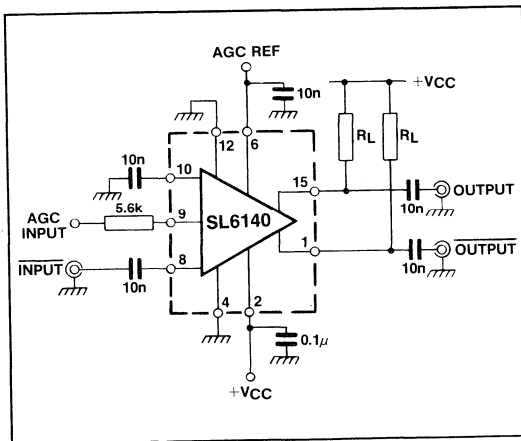 AGC REF
10n
+VCC
12
6
RL
RL
10n
10
15
OUTPUT
10n
AGC
INPUT
5.6k
9
SL6140
1
OUTPUT
10n
INPUT
10n
8
4
2
0.1μ
+VCC